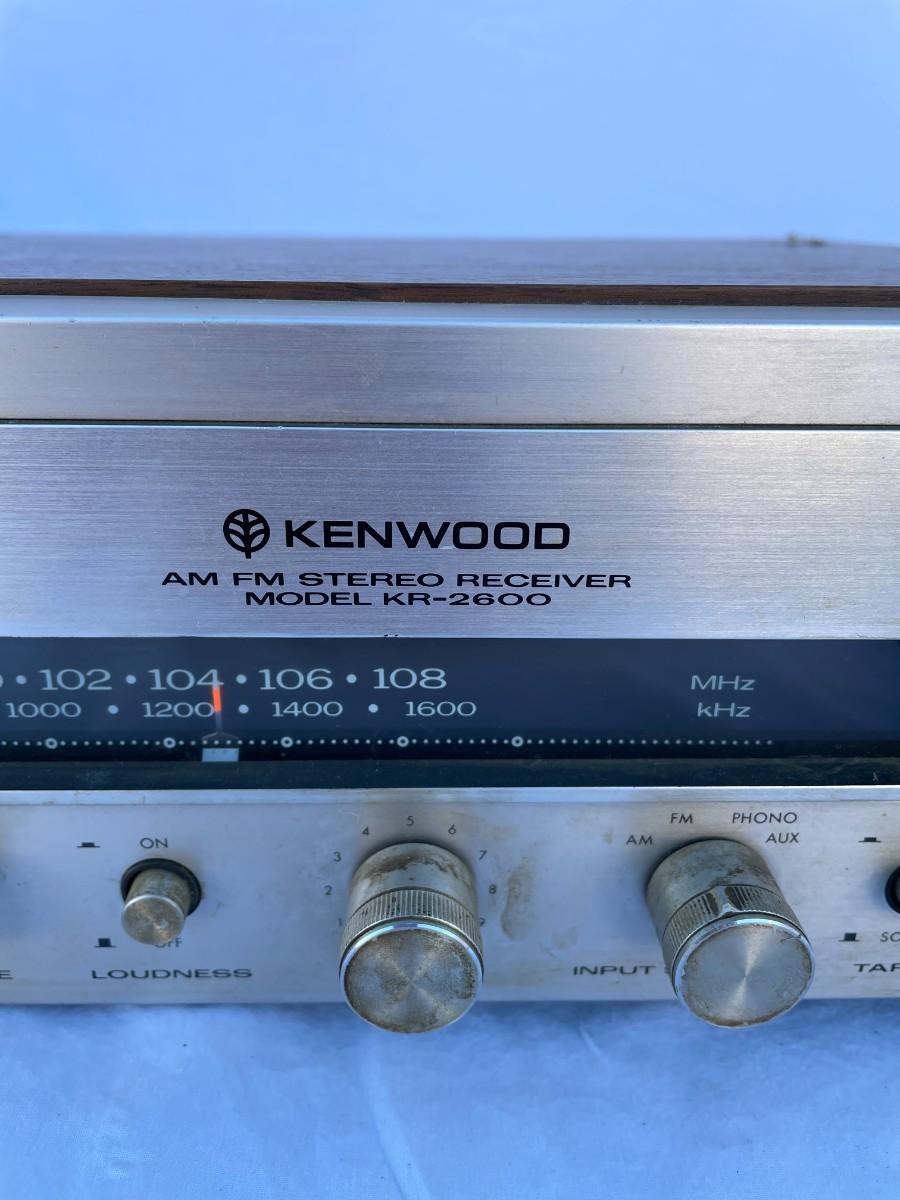 KENWOOD
AM FM STEREO RECEIVER
MODEL KR-2600
102 • 104 • 106 • 108 MHz
1000 • 1200 • 1400 • 1600 kHz
ON
LOUDNESS
1 2 3 4 5 6 7 8 9
AM FM PHONO
AUX
INPUT